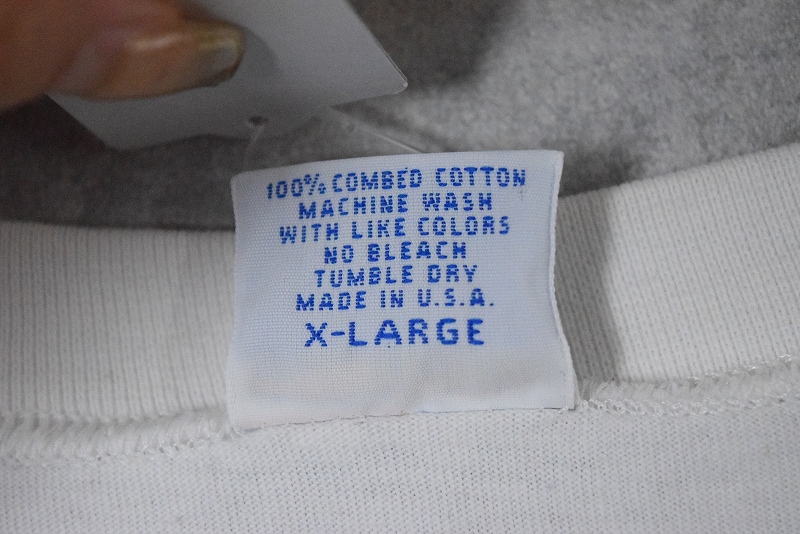 100% COMBED COTTON
MACHINE WASH
WITH LIKE COLORS
NO BLEACH
TUMBLE DRY
MADE IN U.S.A.
X-LARGE